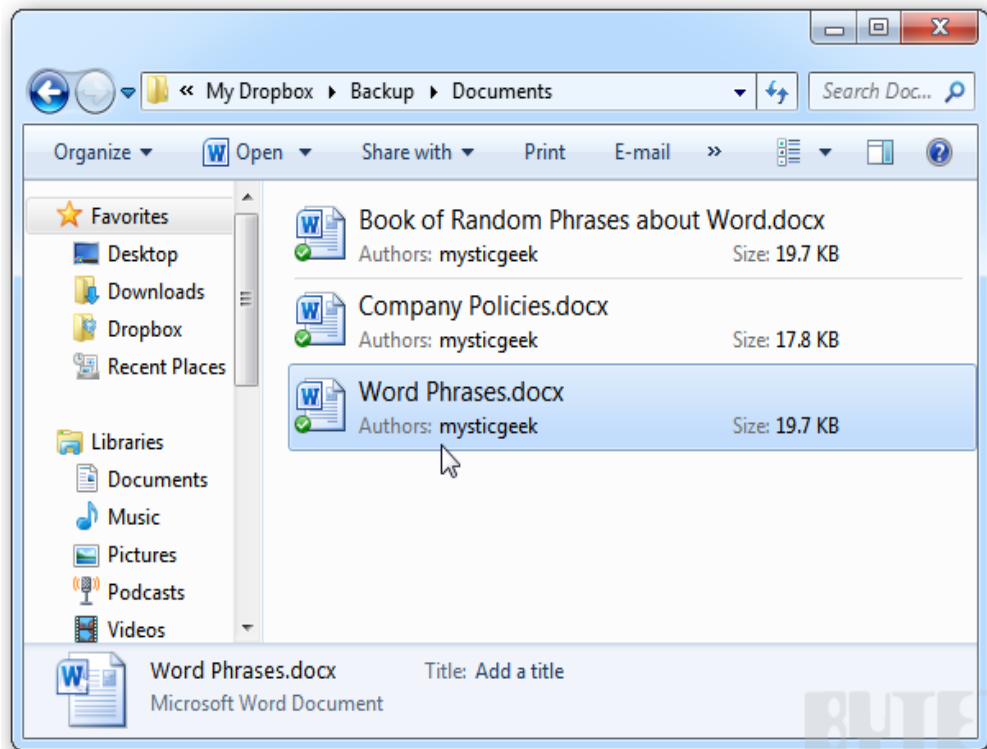 « My Dropbox ▸ Backup ▸ Documents
Search Doc...
Organize
Open
Share with
Print
E-mail
»
Favorites
Desktop
Downloads
Dropbox
Recent Places
Libraries
Documents
Music
Pictures
Podcasts
Videos
Book of Random Phrases about Word.docx
Authors: mysticgeek Size: 19.7 KB
Company Policies.docx
Authors: mysticgeek Size: 17.8 KB
Word Phrases.docx
Authors: mysticgeek Size: 19.7 KB
Word Phrases.docx Title: Add a title
Microsoft Word Document